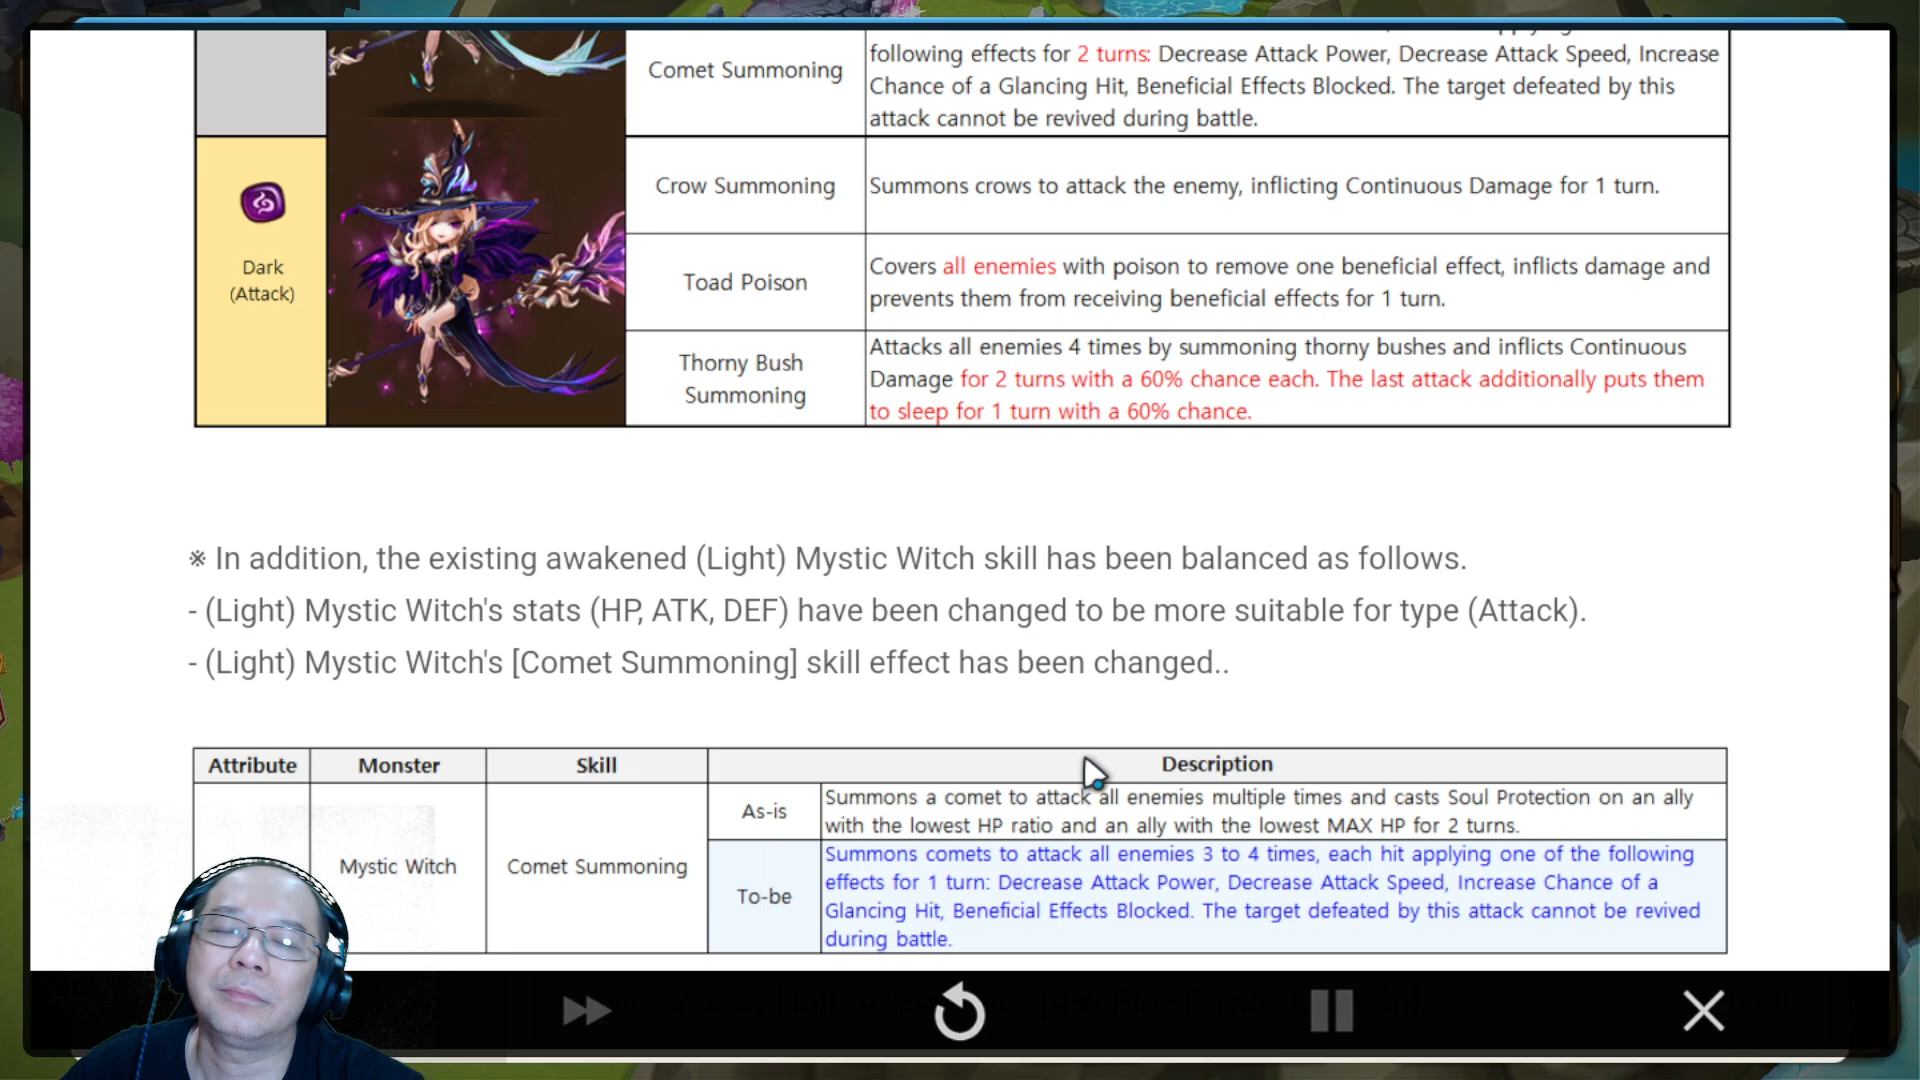 Comet Summoning
following effects for 2 turns: Decrease Attack Power, Decrease Attack Speed, Increase
Chance of a Glancing Hit, Beneficial Effects Blocked. The target defeated by this
attack cannot be revived during battle.
Dark
(Attack)
Crow Summoning
Summons crows to attack the enemy, inflicting Continuous Damage for 1 turn.
Toad Poison
Covers all enemies with poison to remove one beneficial effect, inflicts damage and
prevents them from receiving beneficial effects for 1 turn.
Thorny Bush
Summoning
Attacks all enemies 4 times by summoning thorny bushes and inflicts Continuous
Damage for 2 turns with a 60% chance each. The last attack additionally puts them
to sleep for 1 turn with a 60% chance.
※ In addition, the existing awakened (Light) Mystic Witch skill has been balanced as follows.
- (Light) Mystic Witch's stats (HP, ATK, DEF) have been changed to be more suitable for type (Attack).
- (Light) Mystic Witch's [Comet Summoning] skill effect has been changed..
Attribute Monster Skill Description
Mystic Witch
Comet Summoning
As-is
Summons a comet to attack all enemies multiple times and casts Soul Protection on an ally
with the lowest HP ratio and an ally with the lowest MAX HP for 2 turns.
To-be
Summons comets to attack all enemies 3 to 4 times, each hit applying one of the following
effects for 1 turn: Decrease Attack Power, Decrease Attack Speed, Increase Chance of a
Glancing Hit, Beneficial Effects Blocked. The target defeated by this attack cannot be revived
during battle.